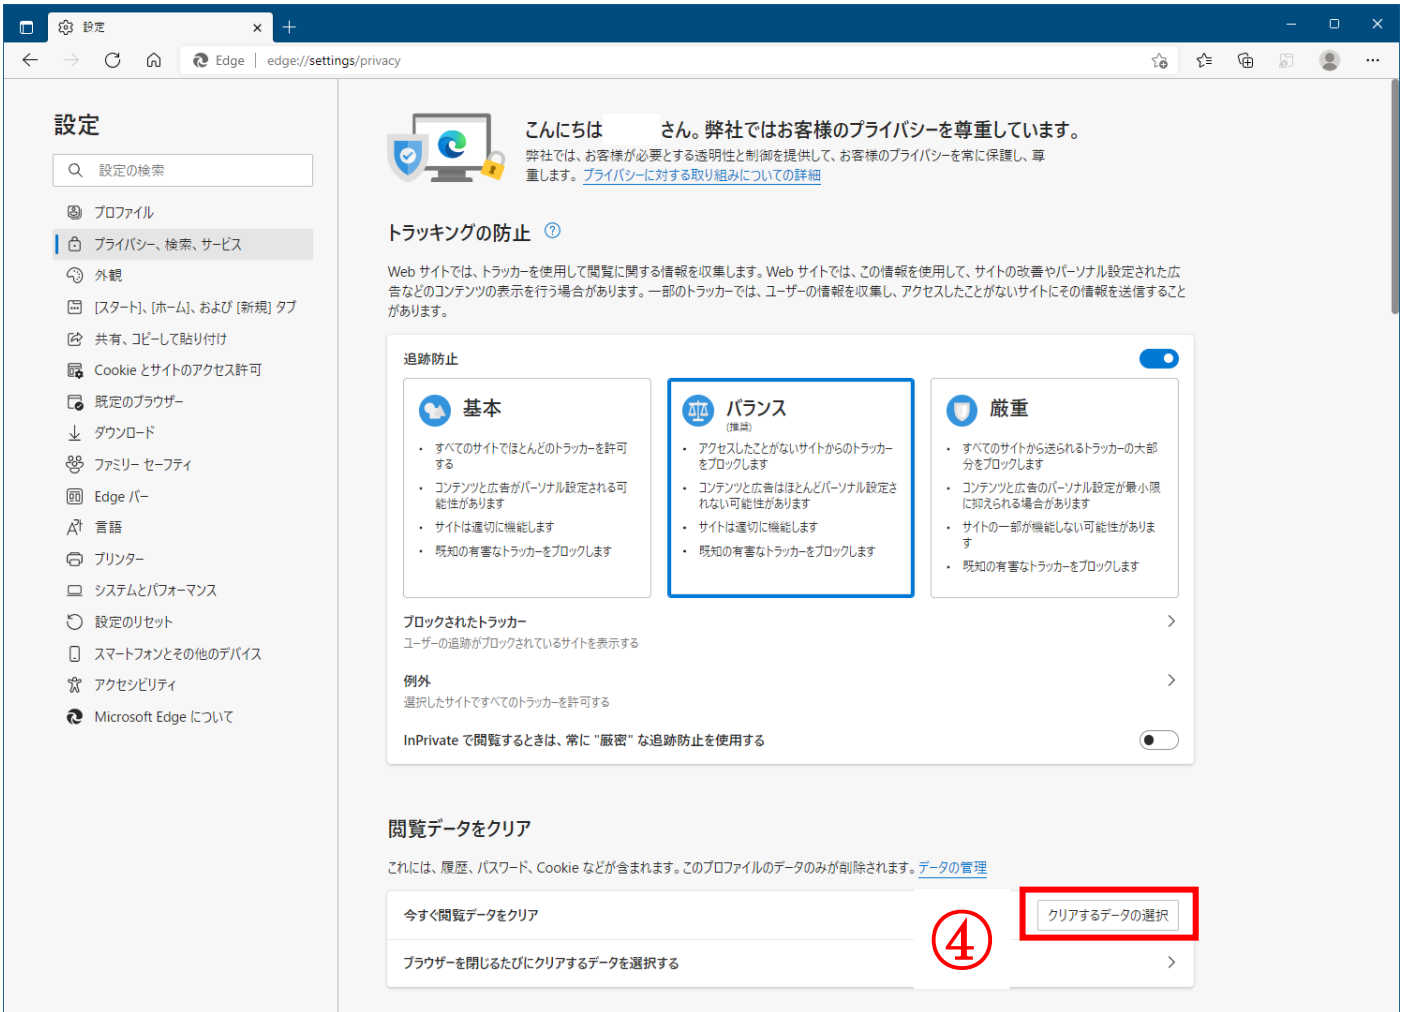 設定
Edge edge://settings/privacy
設定
設定の検索
プロファイル
プライバシー、検索、サービス
外観
[スタート]、[ホーム]、および [新規] タブ
共有、コピーして貼り付け
Cookie とサイトのアクセス許可
既定のブラウザー
ダウンロード
ファミリー セーフティ
Edge バー
言語
プリンター
システムとパフォーマンス
設定のリセット
スマートフォンとその他のデバイス
アクセシビリティ
Microsoft Edge について
こんにちは さん。弊社ではお客様のプライバシーを尊重しています。
弊社では、お客様が必要とする透明性と制御を提供して、お客様のプライバシーを常に保護し、尊
重します。 プライバシーに対する取り組みについての詳細
トラッキングの防止
Web サイトでは、トラッカーを使用して閲覧に関する情報を収集します。Web サイトでは、この情報を使用して、サイトの改善やパーソナル設定された広
告などのコンテンツの表示を行う場合があります。一部のトラッカーでは、ユーザーの情報を収集し、アクセスしたことがないサイトにその情報を送信すること
があります。
追跡防止
基本
・ すべてのサイトでほとんどのトラッカーを許可
する
・ コンテンツと広告がパーソナル設定される可
能性があります
・ サイトは適切に機能します
・ 既知の有害なトラッカーをブロックします
バランス
(推奨)
・ アクセスしたことがないサイトからのトラッカー
をブロックします
・ コンテンツと広告はほとんどパーソナル設定さ
れない可能性があります
・ サイトは適切に機能します
・ 既知の有害なトラッカーをブロックします
厳重
・ すべてのサイトから送られるトラッカーの大部
分をブロックします
・ コンテンツと広告のパーソナル設定が最小限
に抑えられる場合があります
・ サイトの一部が機能しない可能性がありま
す
・ 既知の有害なトラッカーをブロックします
ブロックされたトラッカー
ユーザーの追跡がブロックされているサイトを表示する
例外
選択したサイトですべてのトラッカーを許可する
InPrivate で閲覧するときは、常に "厳密" な追跡防止を使用する
閲覧データをクリア
これには、履歴、パスワード、Cookie などが含まれます。このプロファイルのデータのみが削除されます。データの管理
今すぐ閲覧データをクリア
④
クリアするデータの選択
ブラウザーを閉じるたびにクリアするデータを選択する